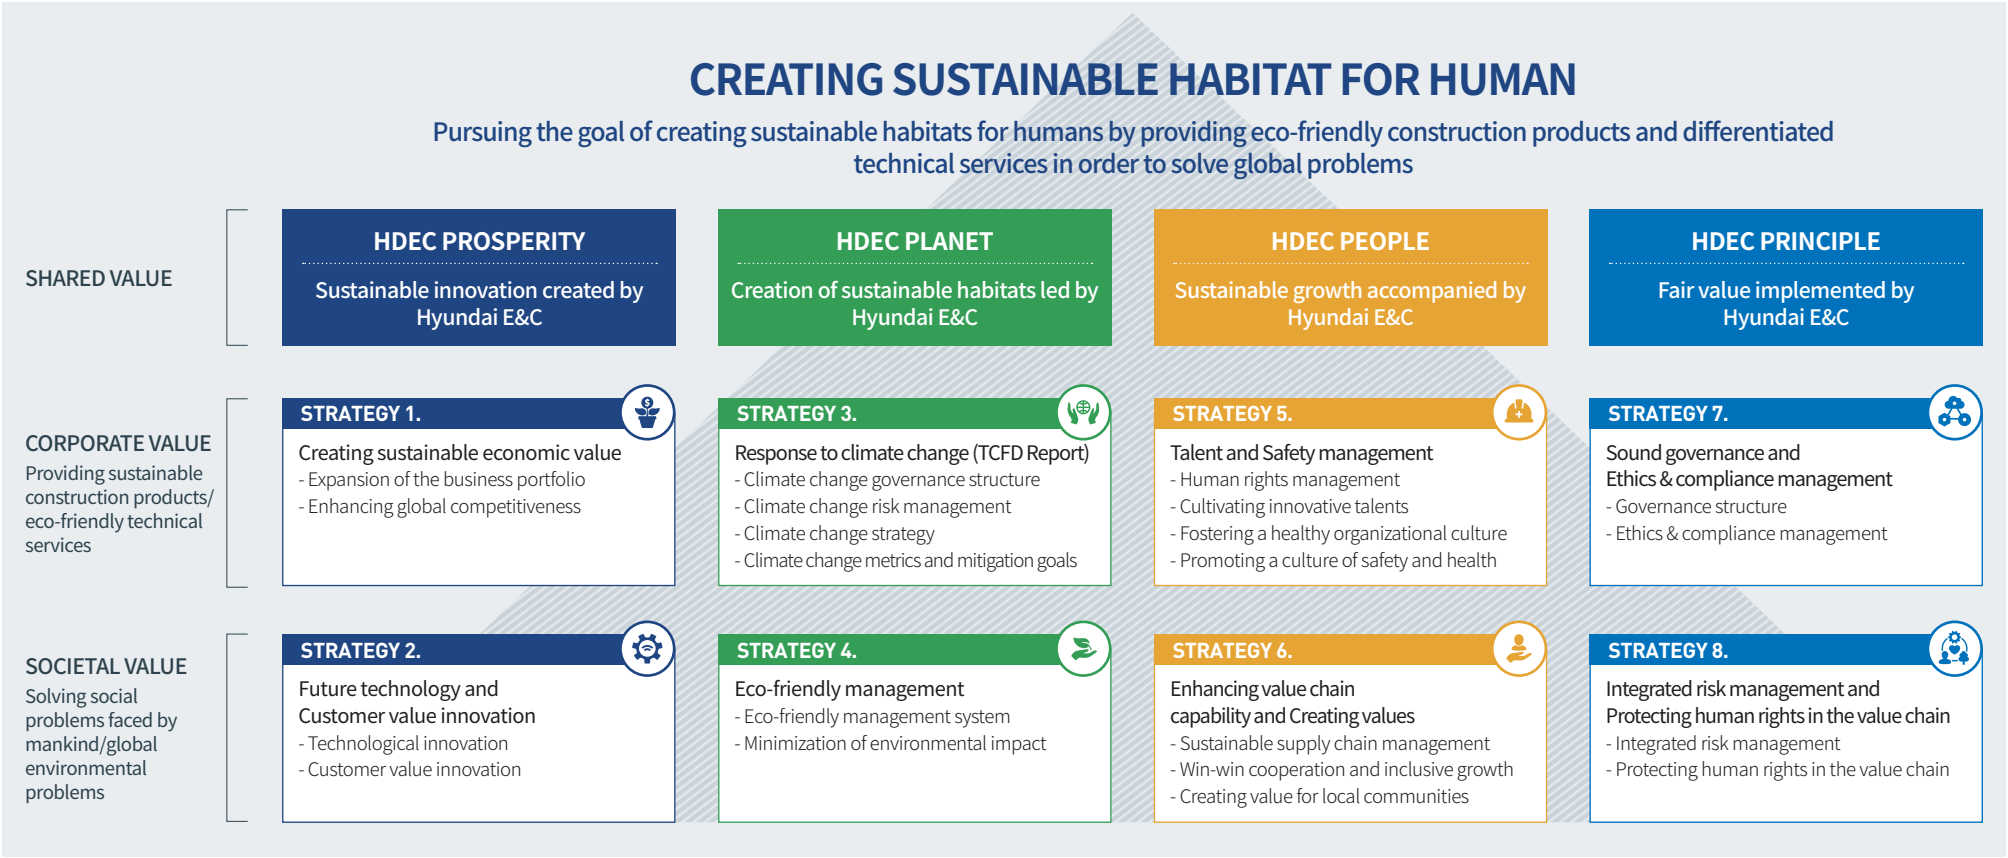 CREATING SUSTAINABLE HABITAT FOR HUMAN
Pursuing the goal of creating sustainable habitats for humans by providing eco-friendly construction products and differentiated
technical services in order to solve global problems
SHARED VALUE
HDEC PROSPERITY
Sustainable innovation created by
Hyundai E&C
HDEC PLANET
Creation of sustainable habitats led by
Hyundai E&C
HDEC PEOPLE
Sustainable growth accompanied by
Hyundai E&C
HDEC PRINCIPLE
Fair value implemented by
Hyundai E&C
CORPORATE VALUE
Providing sustainable
construction products/
eco-friendly technical
services
STRATEGY 1.
Creating sustainable economic value
- Expansion of the business portfolio
- Enhancing global competitiveness
STRATEGY 3.
Response to climate change (TCFD Report)
- Climate change governance structure
- Climate change risk management
- Climate change strategy
- Climate change metrics and mitigation goals
STRATEGY 5.
Talent and Safety management
- Human rights management
- Cultivating innovative talents
- Fostering a healthy organizational culture
- Promoting a culture of safety and health
STRATEGY 7.
Sound governance and
Ethics & compliance management
- Governance structure
- Ethics & compliance management
SOCIETAL VALUE
Solving social
problems faced by
mankind/global
environmental
problems
STRATEGY 2.
Future technology and
Customer value innovation
- Technological innovation
- Customer value innovation
STRATEGY 4.
Eco-friendly management
- Eco-friendly management system
- Minimization of environmental impact
STRATEGY 6.
Enhancing value chain
capability and Creating values
- Sustainable supply chain management
- Win-win cooperation and inclusive growth
- Creating value for local communities
STRATEGY 8.
Integrated risk management and
Protecting human rights in the value chain
- Integrated risk management
- Protecting human rights in the value chain